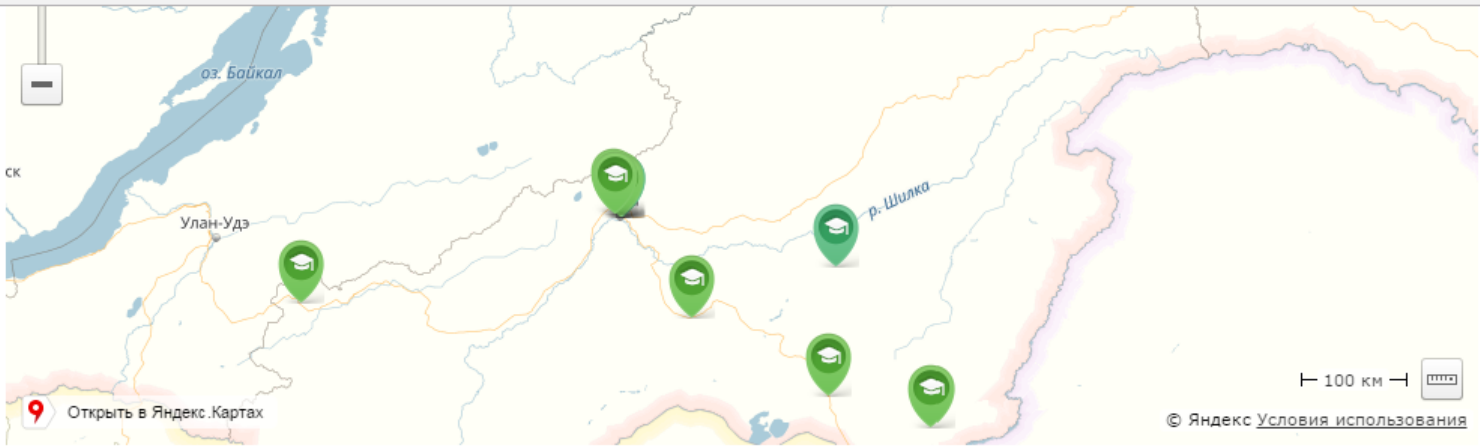 оз. Байкал
ск
Улан-Удэ
р. Шилка
100 км
Открыть в Яндекс.Картах
© Яндекс Условия использования